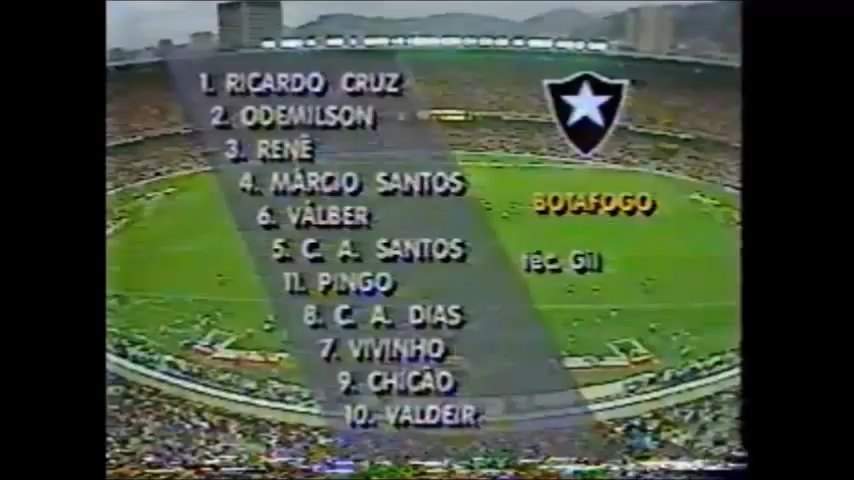 1. RICARDO CRUZ
2. ODEMILSON
3. RENÊ
4. MÁRCIO SANTOS
6. VÁLBER
5. C. A. SANTOS
11. PINGO
8. C. A. DIAS
7. VIVINHO
9. CHICÃO
10. VALDEIR
BOTAFOGO
téc. Gil